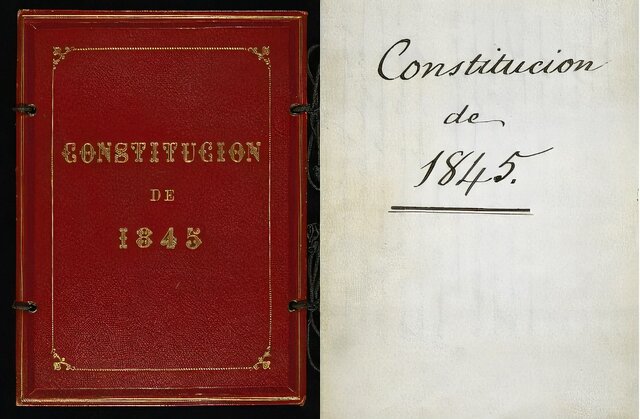 CONSTITUCION
DE
1845
Constitucion
de
1845.